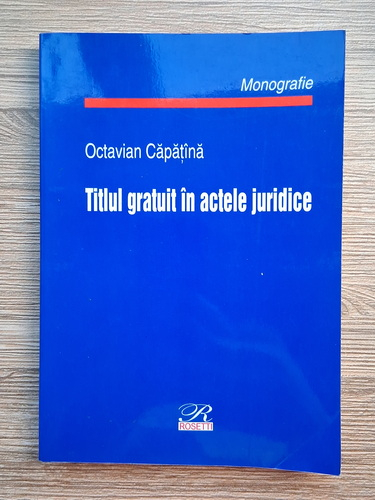 Monografie
Octavian Căpățînă
Titlul gratuit în actele juridice
R
ROSETTI